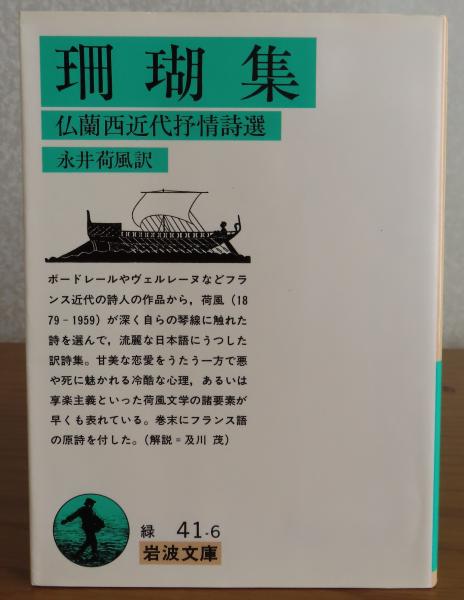 珊瑚集
仏蘭西近代抒情詩選
永井荷風訳
ボードレールやヴェルレーヌなどフラ
ンス近代の詩人の作品から，荷風（18
79－1959）が深く自らの琴線に触れた
詩を選んで，流麗な日本語にうつした
訳詩集。甘美な恋愛をうたう一方で悪
や死に魅かれる冷酷な心理，あるいは
享楽主義といった荷風文学の諸要素が
早くも表れている。巻末にフランス語
の原詩を付した。（解説＝及川 茂）
緑 41-6
岩波文庫